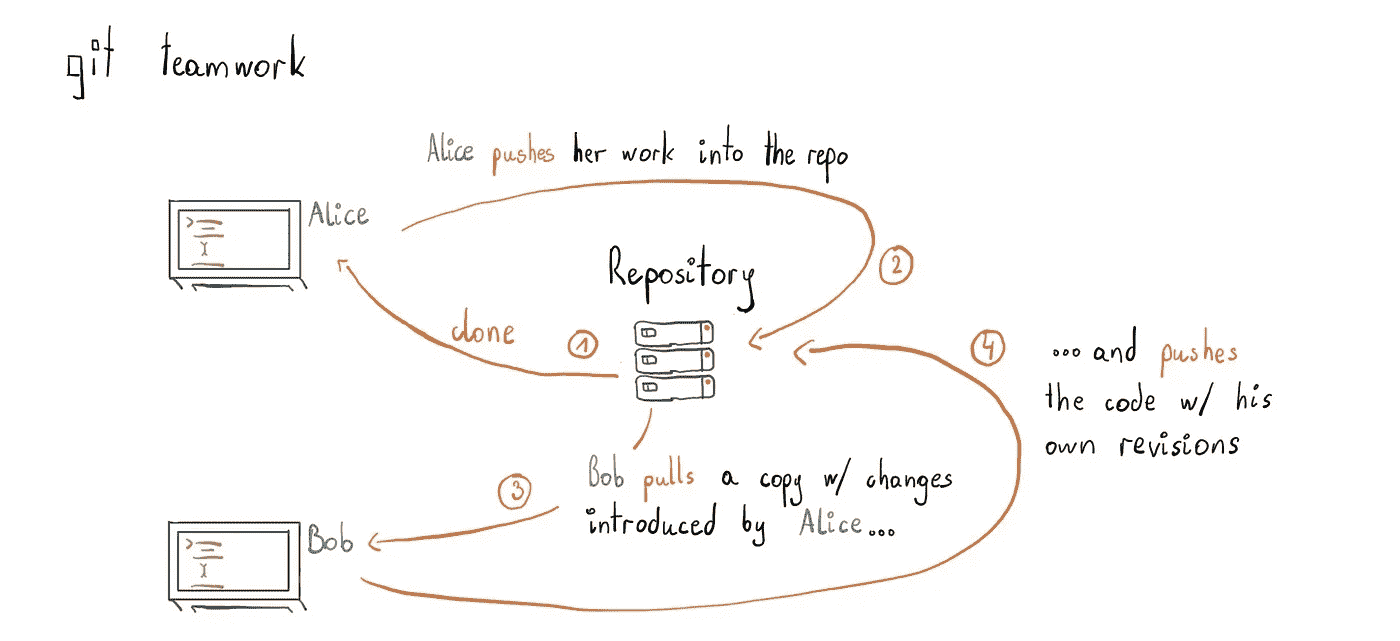 git teamwork
Alice pushes her work into the repo
Alice
Repository
2
clone
1
4
... and pushes
the code w/ his
own revisions
3
Bob pulls a copy w/ changes
introduced by Alice...
Bob